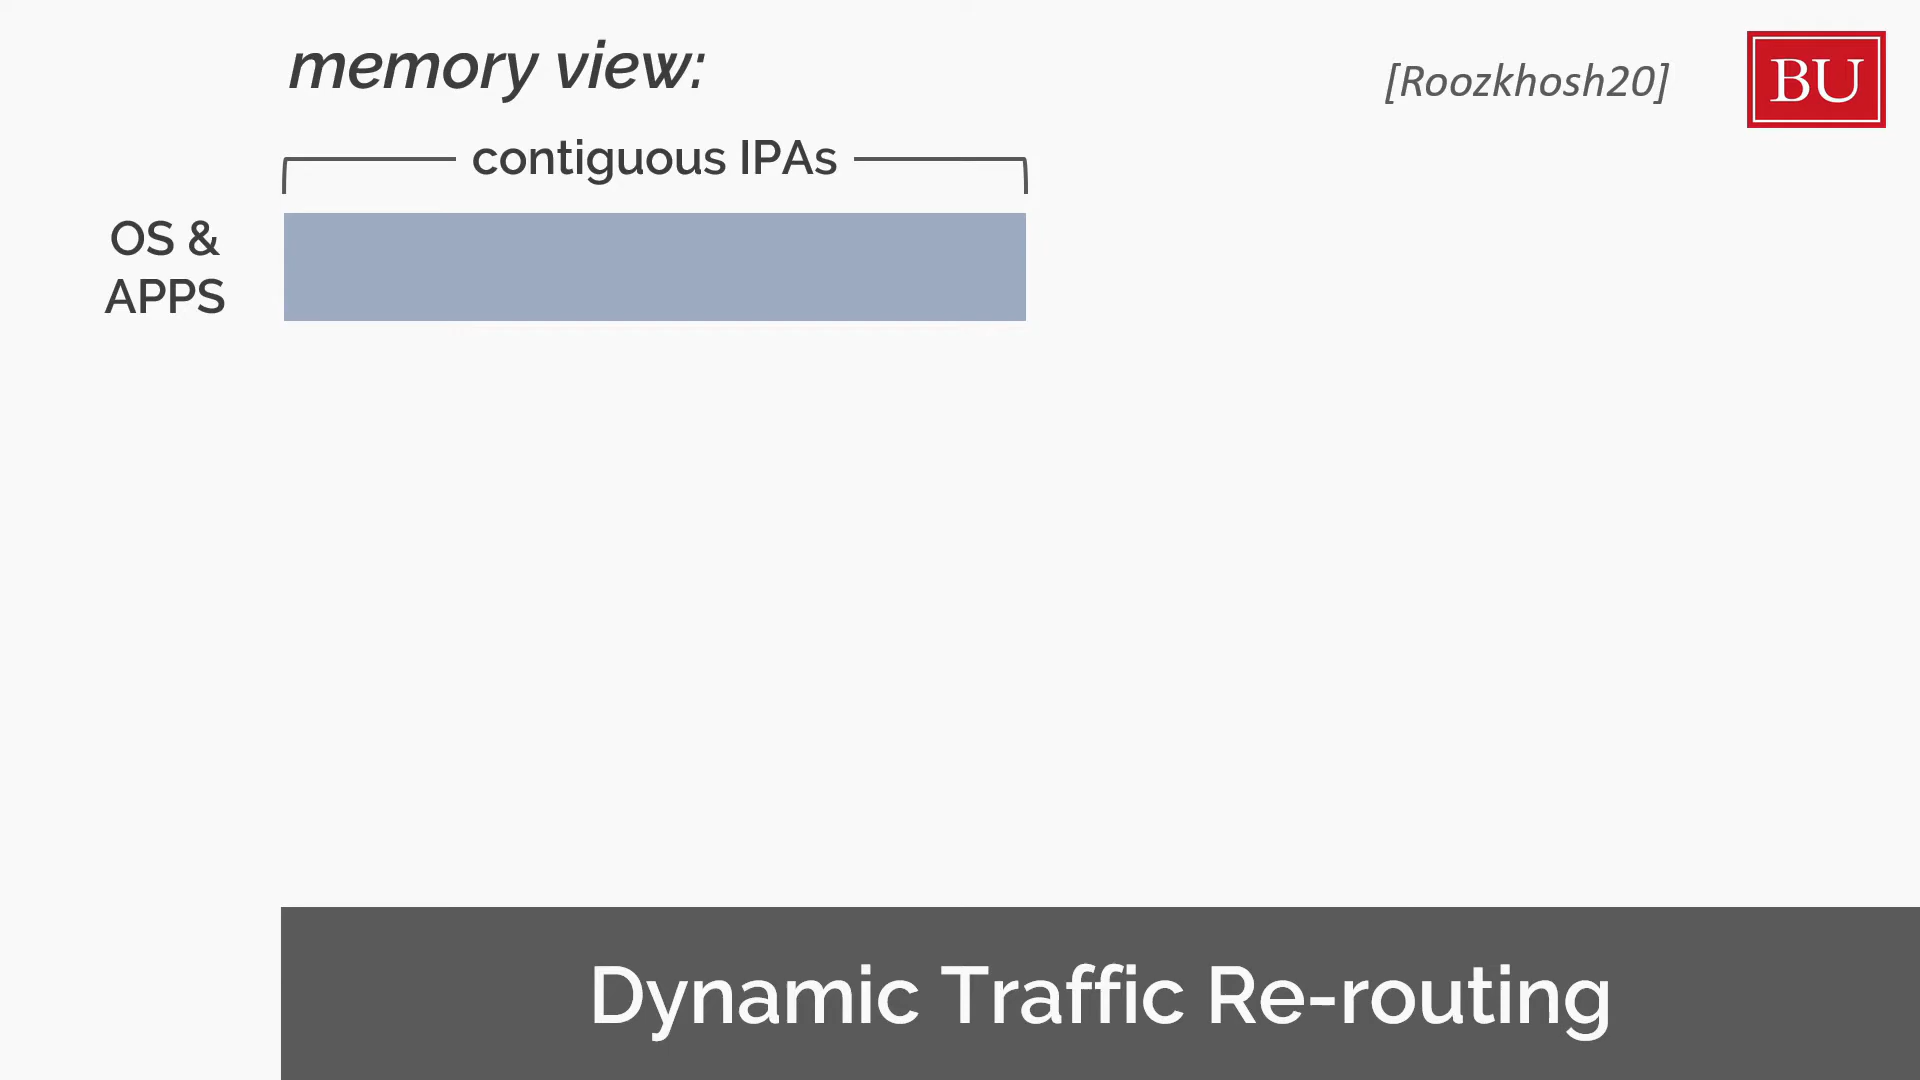 memory view:
[Roozkhosh20]
BU
contiguous IPAs
OS &
APPS
Dynamic Traffic Re-routing